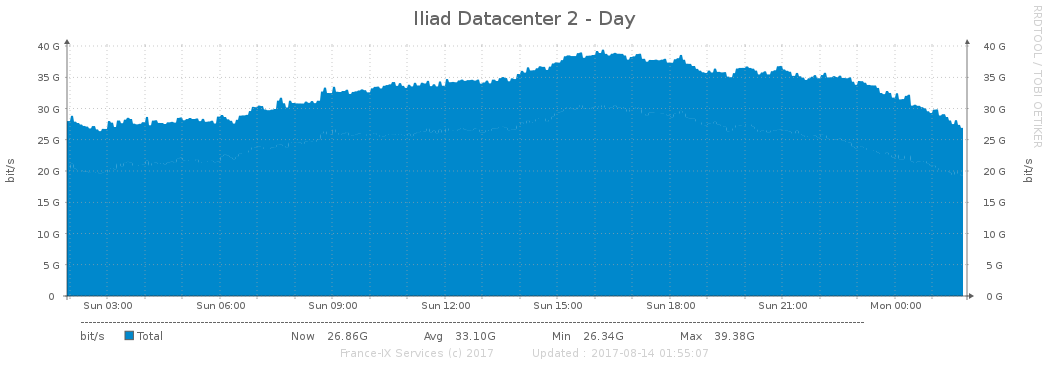 Iliad Datacenter 2 - Day
RRDTOOL / TOBI OETIKER
40 G 40 G
35 G 35 G
30 G 30 G
25 G 25 G
20 G 20 G
15 G 15 G
10 G 10 G
5 G 5 G
0 0 G
bit/s bit/s
Sun 03:00 Sun 06:00 Sun 09:00 Sun 12:00 Sun 15:00 Sun 18:00 Sun 21:00 Mon 00:00
bit/s Total Now 26.86G Avg 33.10G Min 26.34G Max 39.38G
France-IX Services (c) 2017 Updated : 2017-08-14 01:55:07